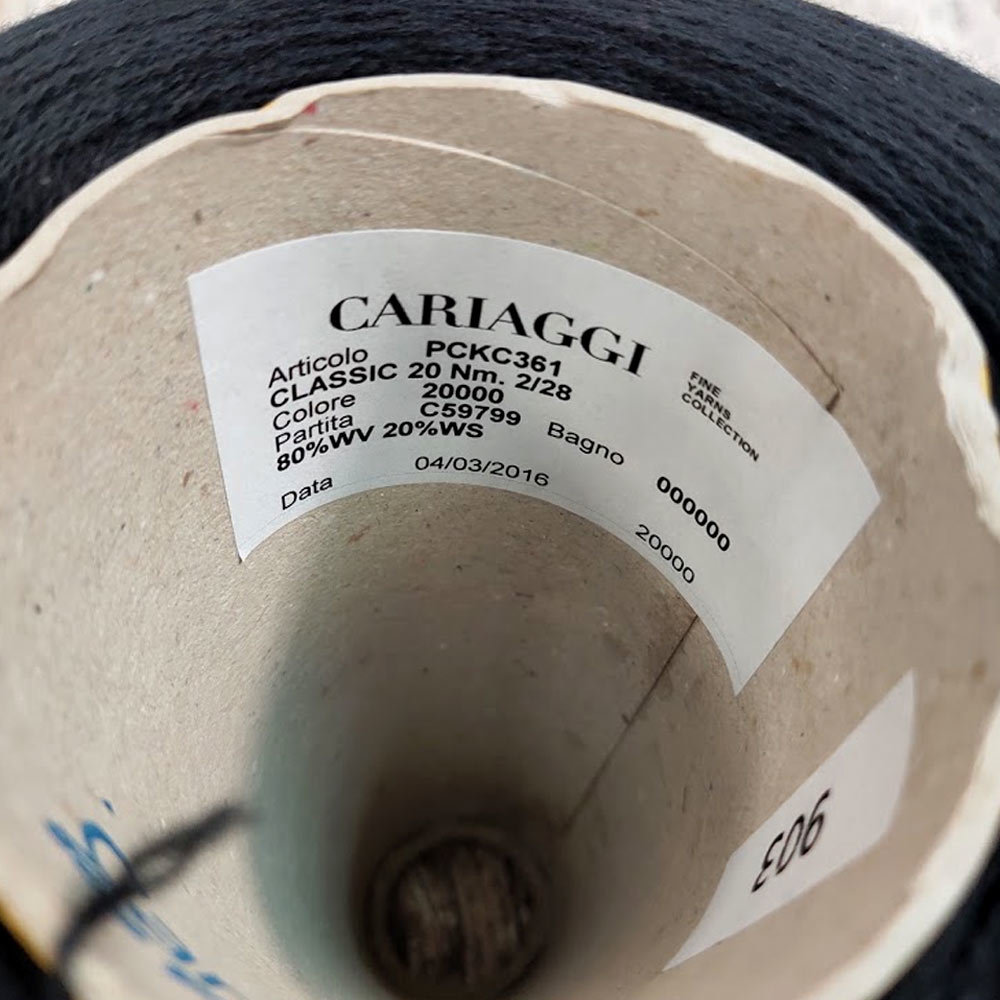 CARIAGGI
FINE
YARNS
COLLECTION
Articolo PCKC361
CLASSIC 20 Nm. 2/28
Colore 20000
Partita C59799 Bagno 000000
80%WV 20%WS
Data 04/03/2016 20000
903